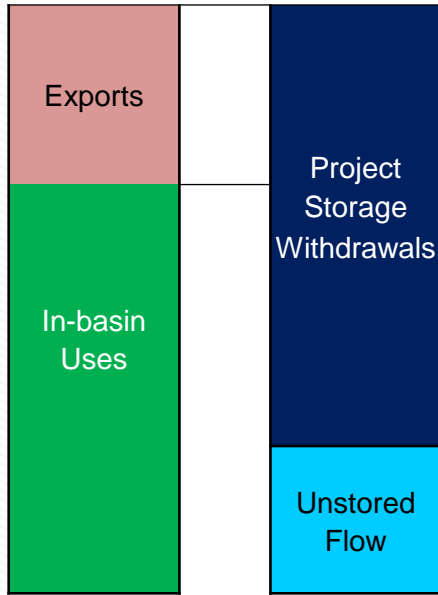 Exports
In-basin
Uses
Project
Storage
Withdrawals
Unstored
Flow